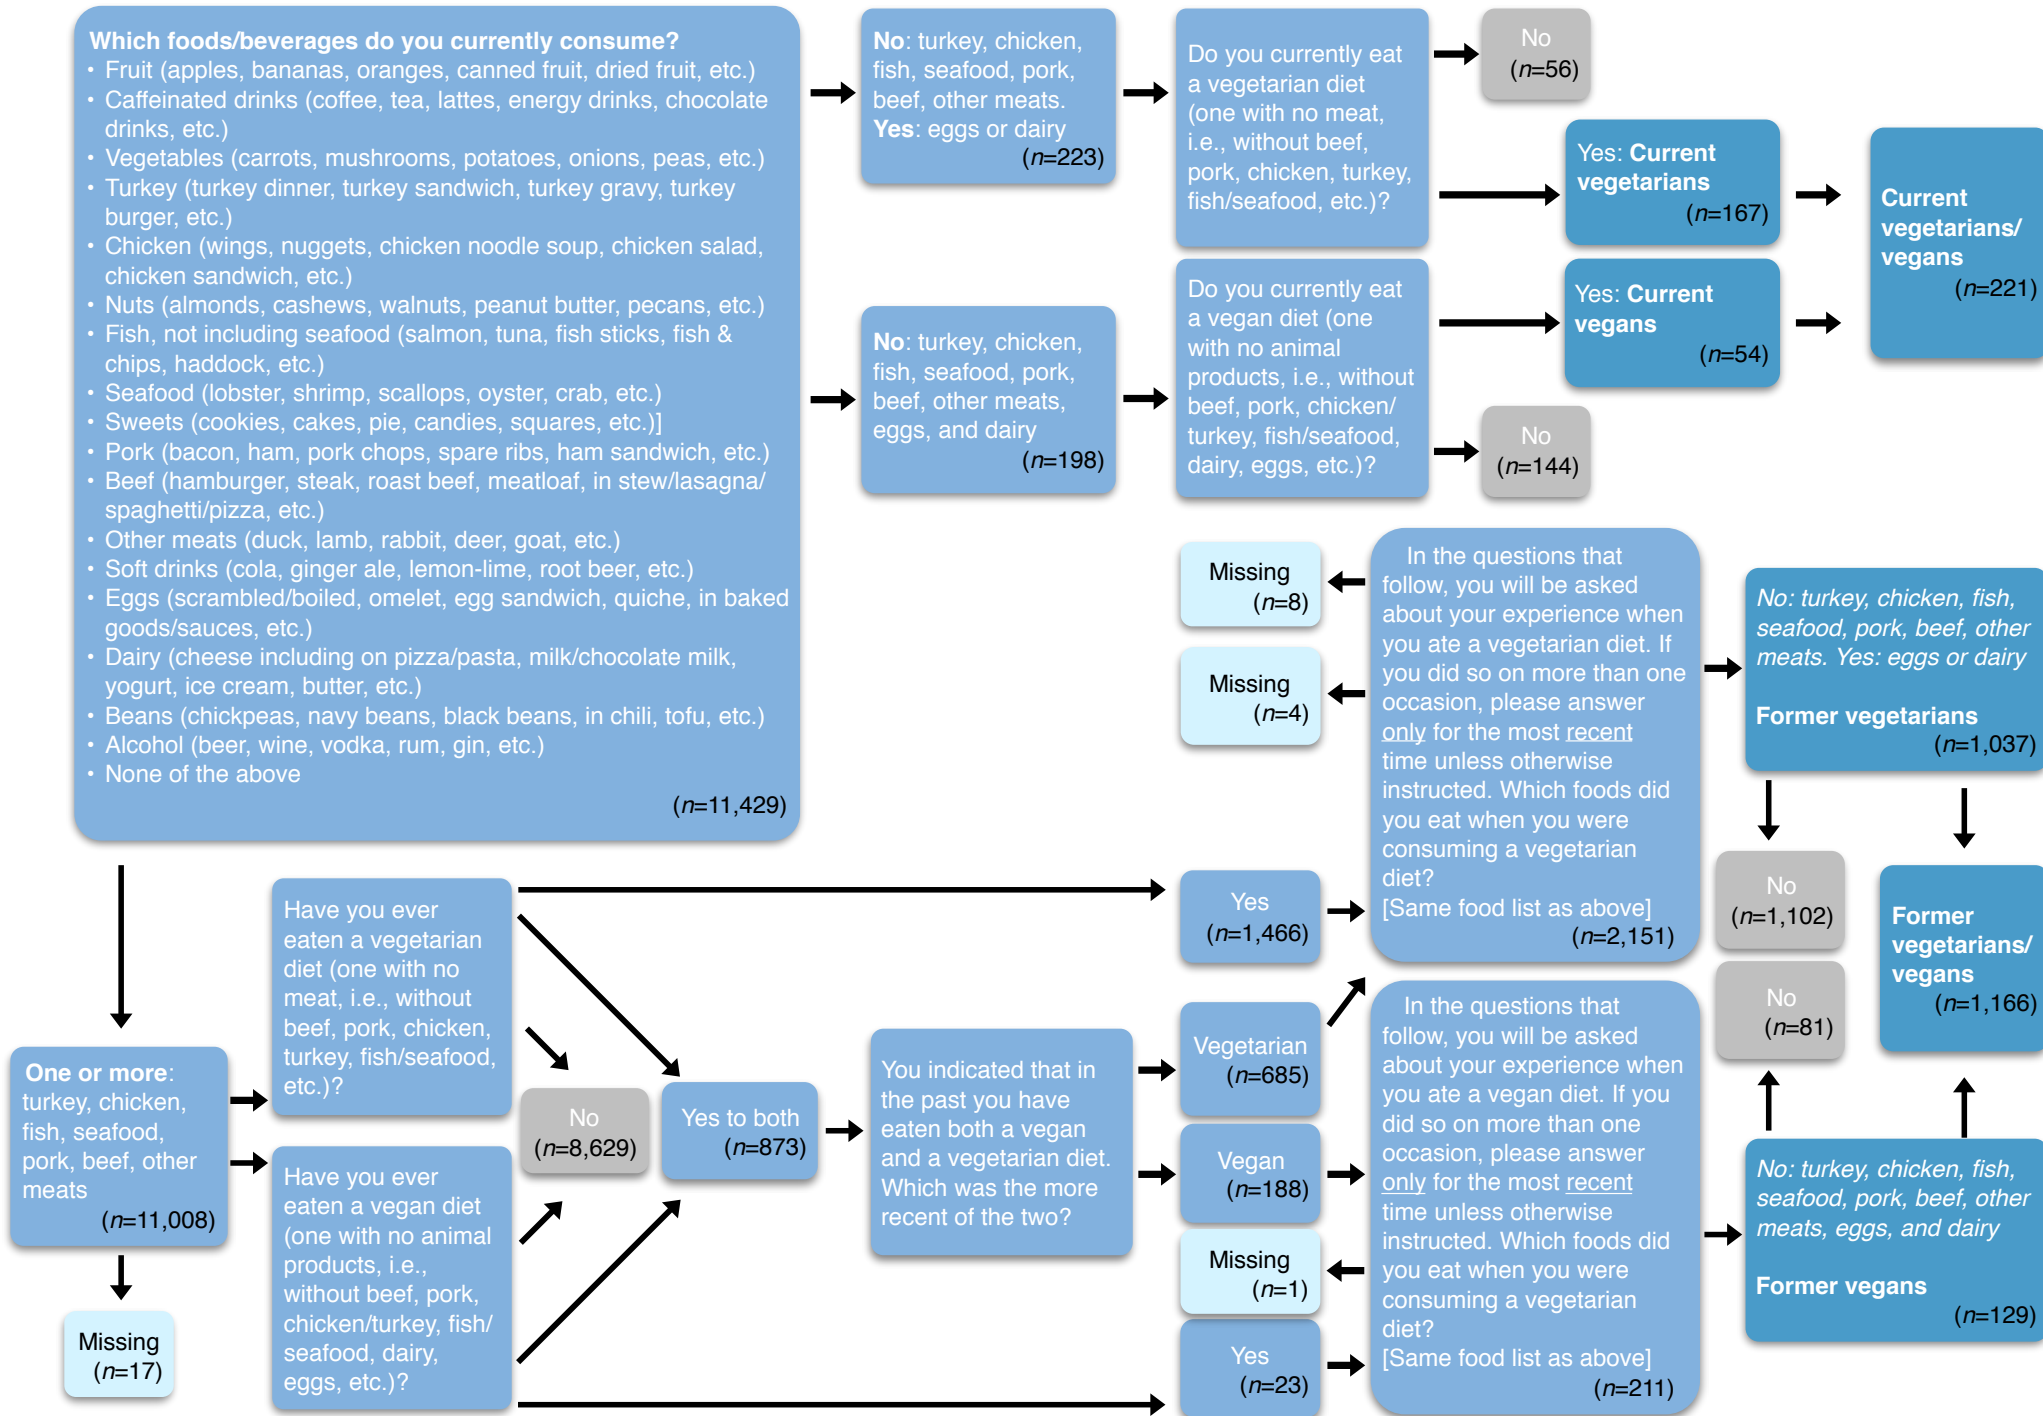 Which foods/beverages do you currently consume?
• Fruit (apples, bananas, oranges, canned fruit, dried fruit, etc.)
• Caffeinated drinks (coffee, tea, lattes, energy drinks, chocolate
drinks, etc.)
• Vegetables (carrots, mushrooms, potatoes, onions, peas, etc.)
• Turkey (turkey dinner, turkey sandwich, turkey gravy, turkey
burger, etc.)
• Chicken (wings, nuggets, chicken noodle soup, chicken salad,
chicken sandwich, etc.)
• Nuts (almonds, cashews, walnuts, peanut butter, pecans, etc.)
• Fish, not including seafood (salmon, tuna, fish sticks, fish &
chips, haddock, etc.)
• Seafood (lobster, shrimp, scallops, oyster, crab, etc.)
• Sweets (cookies, cakes, pie, candies, squares, etc.)]
• Pork (bacon, ham, pork chops, spare ribs, ham sandwich, etc.)
• Beef (hamburger, steak, roast beef, meatloaf, in stew/lasagna/
spaghetti/pizza, etc.)
• Other meats (duck, lamb, rabbit, deer, goat, etc.)
• Soft drinks (cola, ginger ale, lemon-lime, root beer, etc.)
• Eggs (scrambled/boiled, omelet, egg sandwich, quiche, in baked
goods/sauces, etc.)
• Dairy (cheese including on pizza/pasta, milk/chocolate milk,
yogurt, ice cream, butter, etc.)
• Beans (chickpeas, navy beans, black beans, in chili, tofu, etc.)
• Alcohol (beer, wine, vodka, rum, gin, etc.)
• None of the above
(n=11,429)
No: turkey, chicken,
fish, seafood, pork,
beef, other meats.
Yes: eggs or dairy
(n=223)
Do you currently eat
a vegetarian diet
(one with no meat,
i.e., without beef,
pork, chicken, turkey,
fish/seafood, etc.)?
No
(n=56)
Yes: Current
vegetarians
(n=167)
Current
vegetarians/
vegans
(n=221)
No: turkey, chicken,
fish, seafood, pork,
beef, other meats,
eggs, and dairy
(n=198)
Do you currently eat
a vegan diet (one
with no animal
products, i.e., without
beef, pork, chicken/
turkey, fish/seafood,
dairy, eggs, etc.)?
Yes: Current
vegans
(n=54)
No
(n=144)
One or more:
turkey, chicken,
fish, seafood,
pork, beef, other
meats
(n=11,008)
Missing
(n=17)
Have you ever
eaten a vegetarian
diet (one with no
meat, i.e., without
beef, pork, chicken,
turkey, fish/seafood,
etc.)?
Have you ever
eaten a vegan diet
(one with no animal
products, i.e.,
without beef, pork,
chicken/turkey, fish/
seafood, dairy,
eggs, etc.)?
No
(n=8,629)
Yes to both
(n=873)
You indicated that in
the past you have
eaten both a vegan
and a vegetarian diet.
Which was the more
recent of the two?
Missing
(n=8)
Missing
(n=4)
Yes
(n=1,466)
Vegetarian
(n=685)
Vegan
(n=188)
Missing
(n=1)
Yes
(n=23)
In the questions that
follow, you will be asked
about your experience when
you ate a vegetarian diet. If
you did so on more than one
occasion, please answer
only for the most recent
time unless otherwise
instructed. Which foods did
you eat when you were
consuming a vegetarian
diet?
[Same food list as above]
(n=2,151)
In the questions that
follow, you will be asked
about your experience when
you ate a vegan diet. If you
did so on more than one
occasion, please answer
only for the most recent
time unless otherwise
instructed. Which foods did
you eat when you were
consuming a vegetarian
diet?
[Same food list as above]
(n=211)
No: turkey, chicken, fish,
seafood, pork, beef, other
meats. Yes: eggs or dairy
Former vegetarians
(n=1,037)
No
(n=1,102)
No
(n=81)
Former
vegetarians/
vegans
(n=1,166)
No: turkey, chicken, fish,
seafood, pork, beef, other
meats, eggs, and dairy
Former vegans
(n=129)